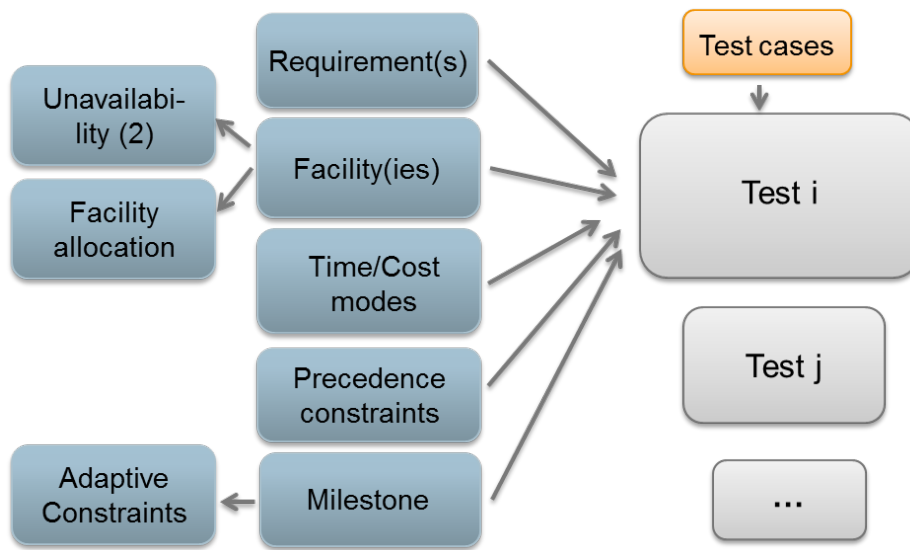 Requirement(s)
Test cases
Unavailabi-
lity (2)
Facility(ies)
Test i
Facility
allocation
Time/Cost
modes
Test j
Precedence
constraints
Adaptive
Constraints
Milestone
...